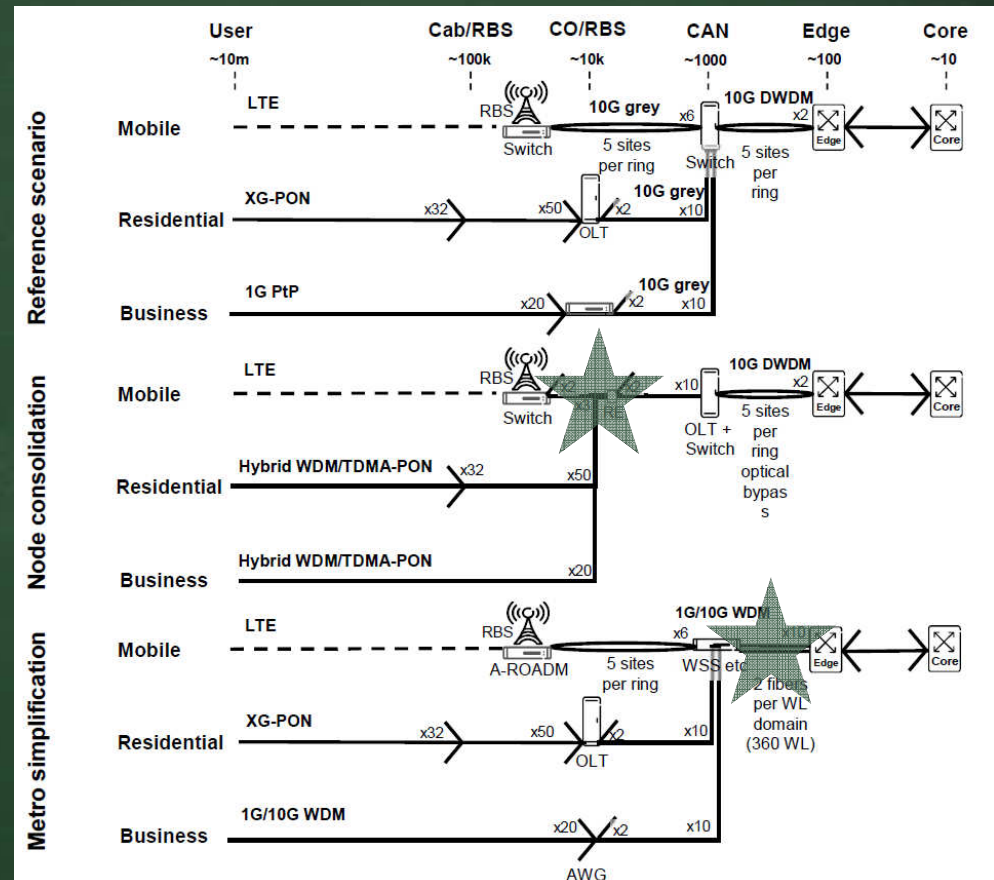 User Cab/RBS CO/RBS CAN Edge Core
~10m ~100k ~10k ~1000 ~100 ~10
Reference scenario
LTE
RBS
10G grey
10G DWDM
Mobile
x6
x2
Switch
5 sites
per ring
Switch
5 sites
per
ring
Edge
Core
XG-PON
10G grey
Residential
x32
x50
x2
x10
OLT
1G PtP
10G grey
Business
x20
x2
x10
Node consolidation
LTE
RBS
10G DWDM
Mobile
x10
x2
Switch
OLT +
Switch
5 sites
per
ring
optical
bypas
s
Edge
Core
Hybrid WDM/TDMA-PON
Residential
x32
x50
Hybrid WDM/TDMA-PON
Business
x20
Metro simplification
LTE
RBS
1G/10G WDM
Mobile
x6
x10
A-ROADM
5 sites
per ring
WSS etc
2 fibers
per WL
domain
(360 WL)
Edge
Core
XG-PON
Residential
x32
x50
x2
x10
OLT
1G/10G WDM
Business
x20
x2
x10
AWG